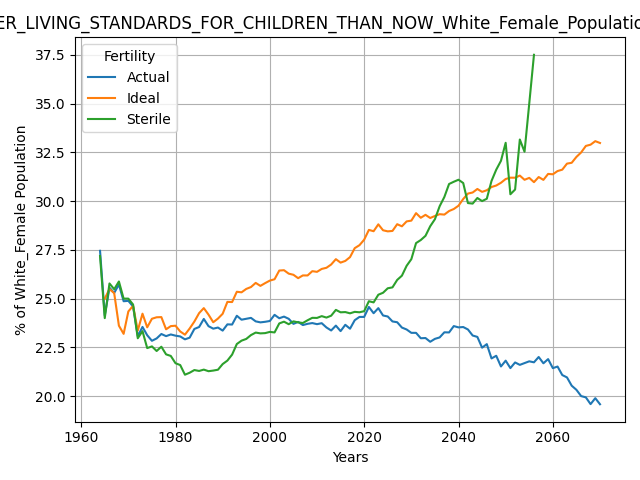 ER_LIVING_STANDARDS_FOR_CHILDREN_THAN_NOW_White_Female_Populatio
37.5
35.0
32.5
30.0
27.5
25.0
22.5
20.0
% of White_Female Population
Fertility
Actual
Ideal
Sterile
1960
1980
2000
2020
2040
2060
Years